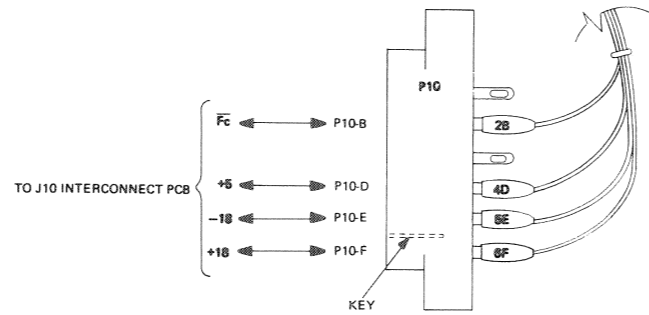 P10
Fc P10-B 2B
TO J10 INTERCONNECT PCB
+5 P10-D 4D
−18 P10-E 5E
+18 P10-F 6F
KEY